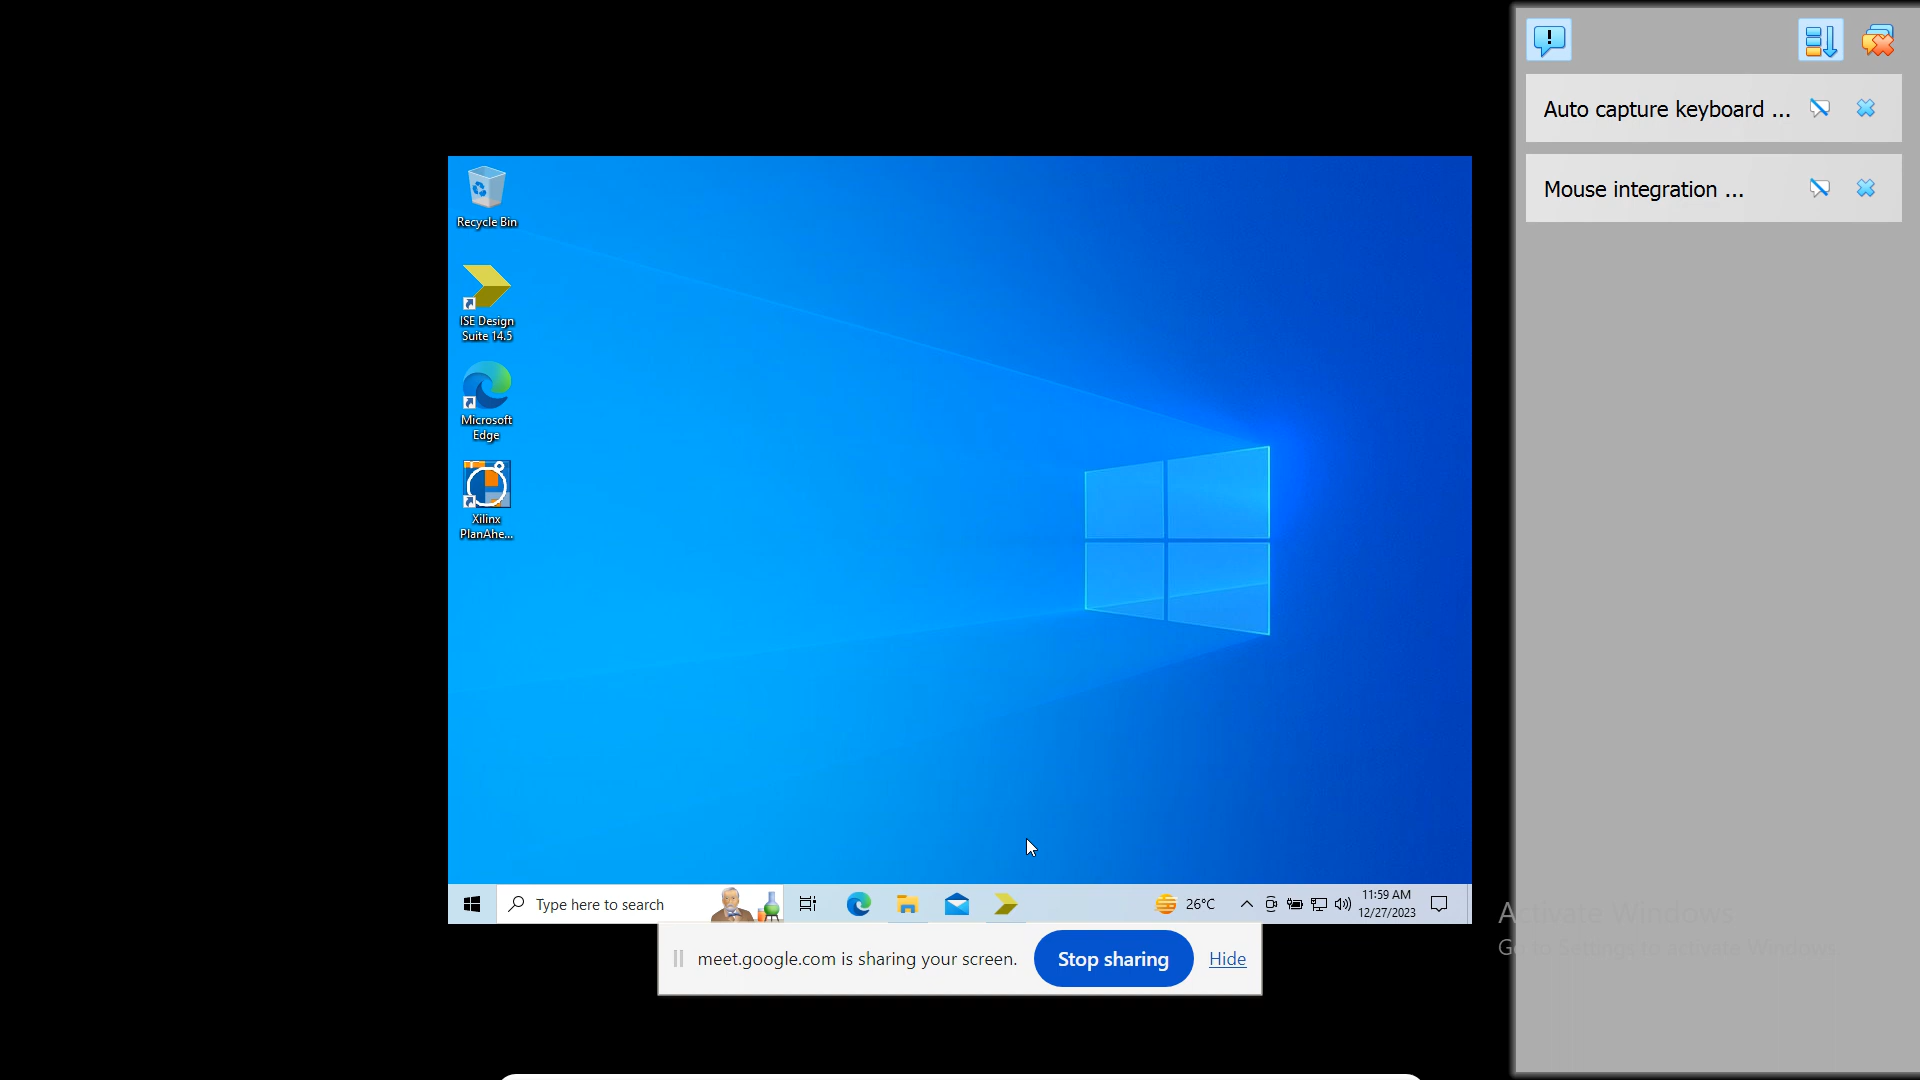 Auto capture keyboard ...
Mouse integration ...
Recycle Bin
ISE Design
Suite 14.5
Microsoft
Edge
Xilinx
PlanAhe...
Type here to search
26°C
11:59 AM
12/27/2023
meet.google.com is sharing your screen.
Stop sharing
Hide
Activate Windows
Go to Settings to activate Windows.